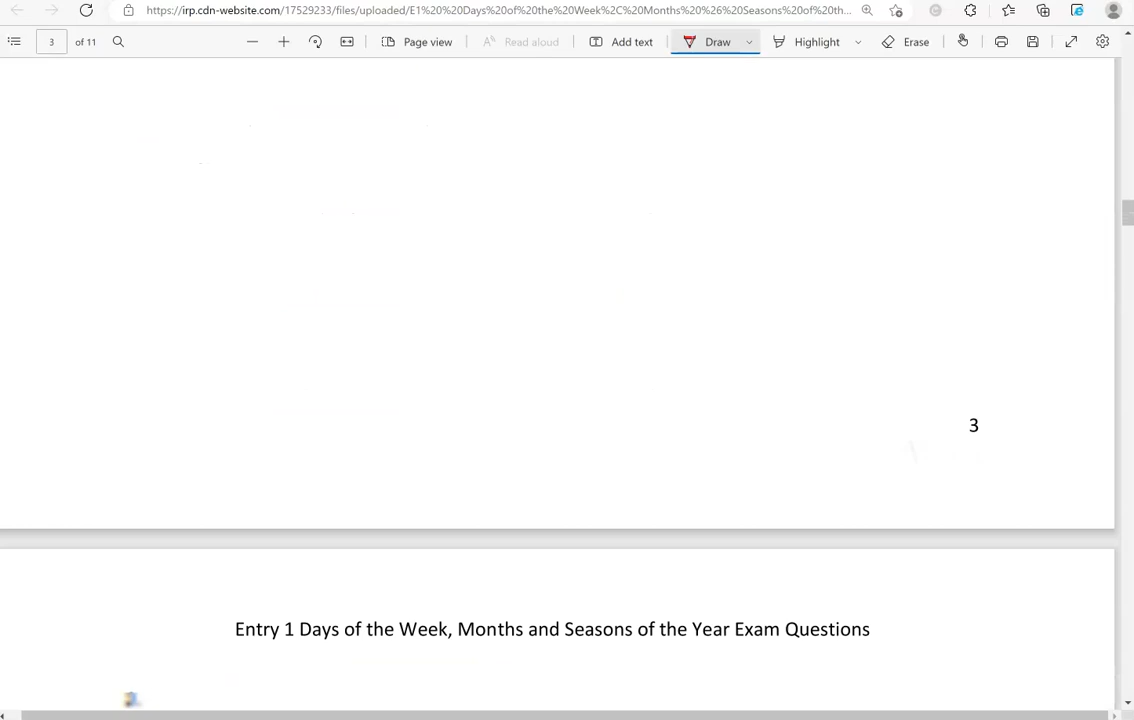 https://irp.cdn-website.com/17529233/files/uploaded/E1%20%20Days%20of%20the%20Week%2C%20Months%20%26%20Seasons%20of%20th...
3 of 11 Page view Read aloud Add text Draw Highlight Erase
3
Entry 1 Days of the Week, Months and Seasons of the Year Exam Questions